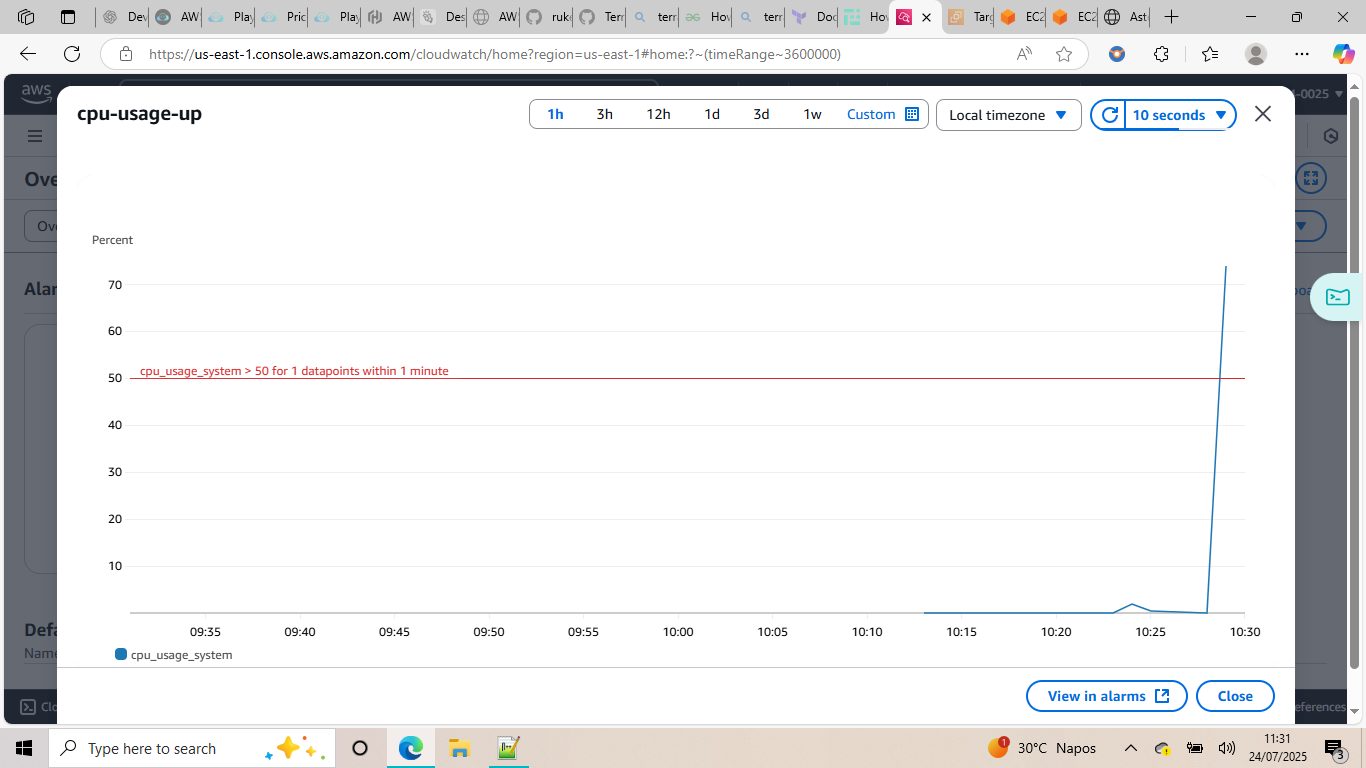 Dev
AW
Play
Pric
Play
AW
Des
AW
ruk
Terr
terr
Hov
terr
Doc
Hov
Targ
EC2
EC2
Ast
https://us-east-1.console.aws.amazon.com/cloudwatch/home?region=us-east-1#home:?~(timeRange~3600000)
aws
-0025
cpu-usage-up
1h 3h 12h 1d 3d 1w Custom
Local timezone
10 seconds
Ove
Ov
Alar
Percent
70
60
cpu_usage_system > 50 for 1 datapoints within 1 minute
50
40
30
20
10
09:35 09:40 09:45 09:50 09:55 10:00 10:05 10:10 10:15 10:20 10:25 10:30
Defa
Name
cpu_usage_system
View in alarms
Close
Clo
eferences
Type here to search
1
30°C Napos
11:31
24/07/2025
3